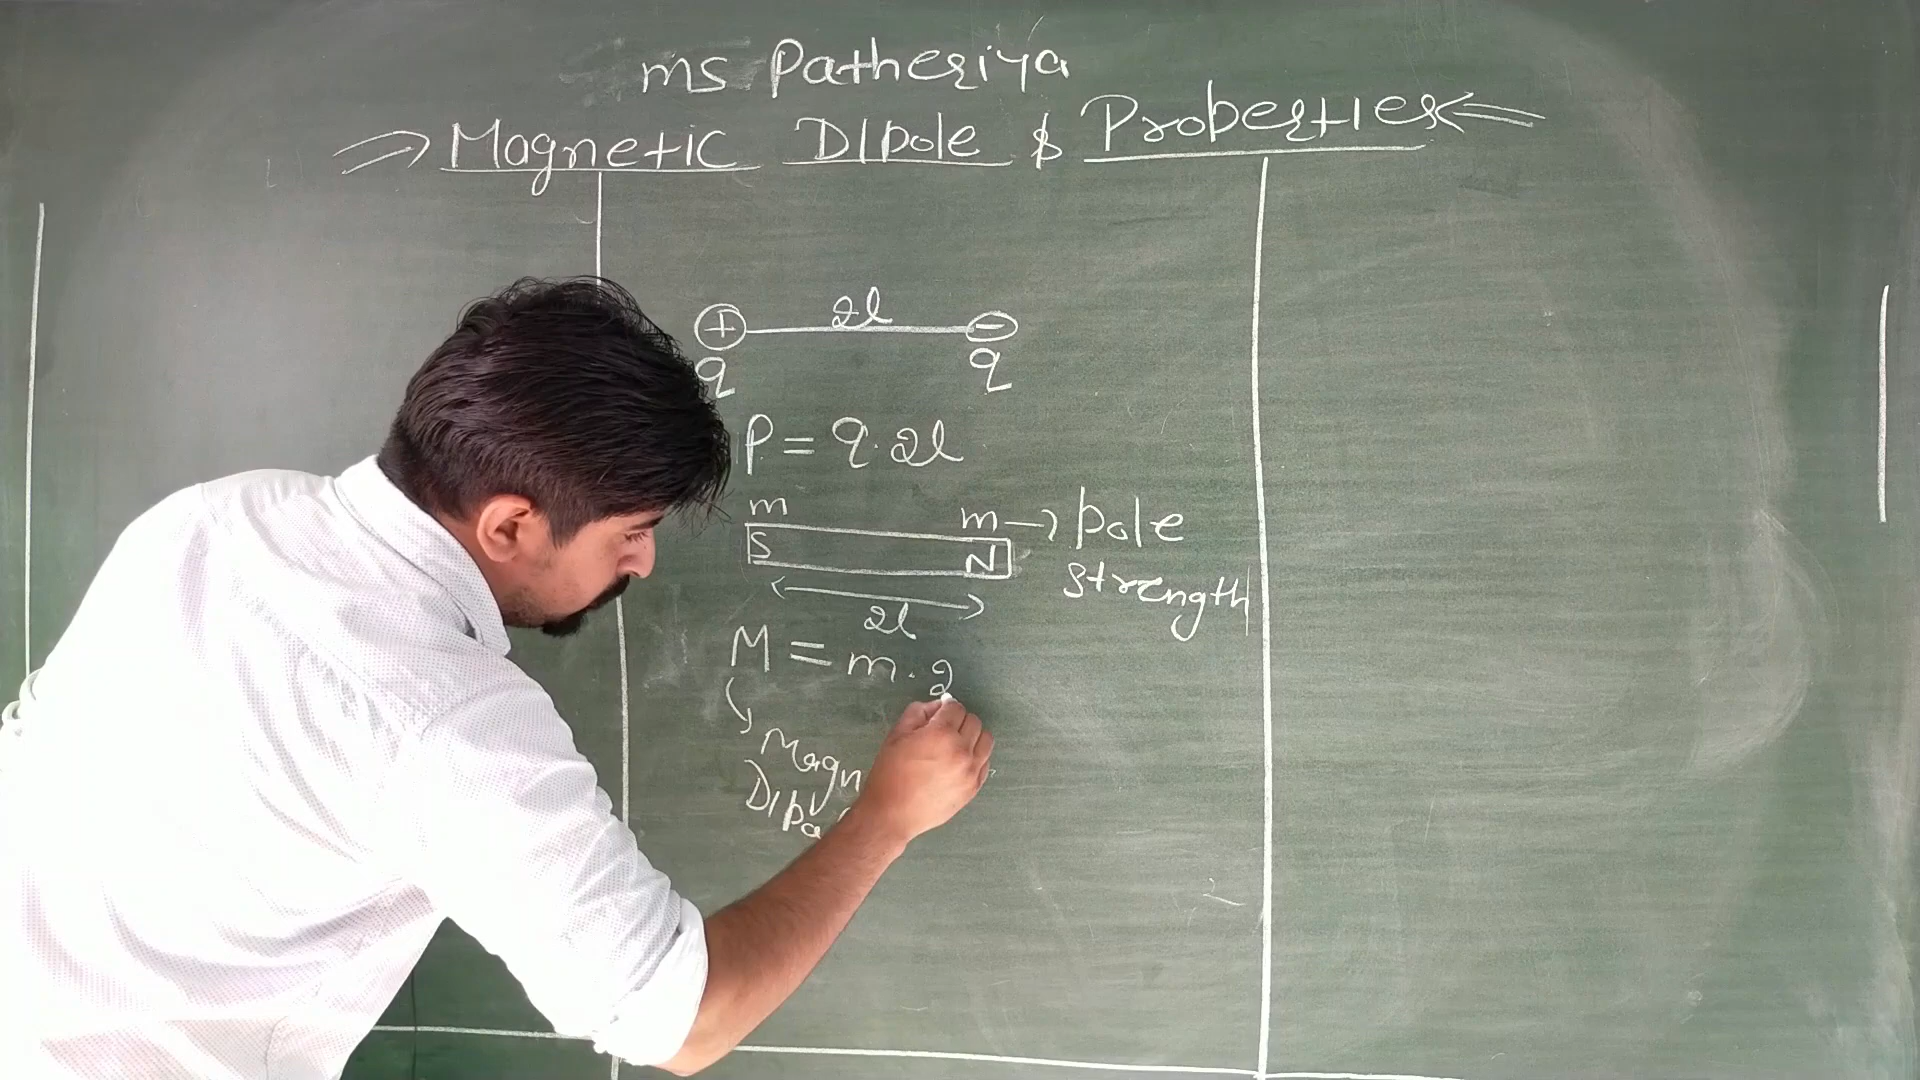 ms Patheriya
⇒ Magnetic Dipole & Properties ⇐
2l
+ -
q q
P = q·2l
m m → pole
S N strength
2l
M = m·2